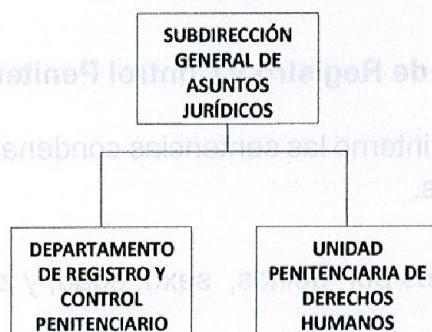 SUBDIRECCIÓN
GENERAL DE
ASUNTOS
JURÍDICOS
DEPARTAMENTO
DE REGISTRO Y
CONTROL
PENITENCIARIO
UNIDAD
PENITENCIARIA DE
DERECHOS
HUMANOS